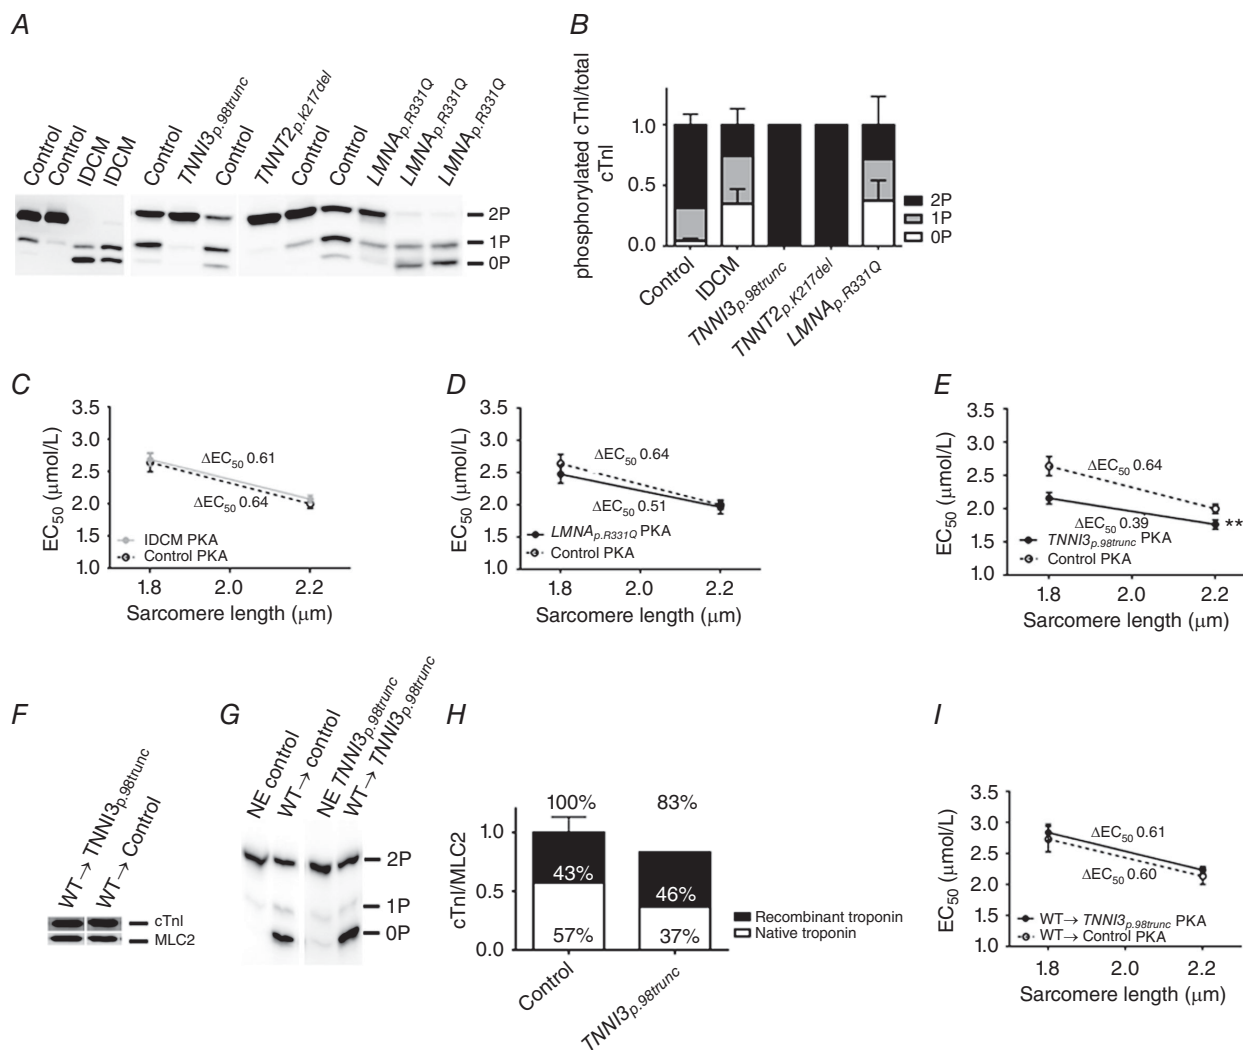 A
Control
Control
IDCM
IDCM
Control
TNNI3p.98trunc
Control
TNNT2p.K217del
Control
Control
LMNAp.R331Q
LMNAp.R331Q
LMNAp.R331Q
2P
1P
0P
B
phosphorylated cTnI/total
cTnI
1.0
0.5
0.0
2P
1P
0P
Control
IDCM
TNNI3p.98trunc
TNNT2p.K217del
LMNAp.R331Q
C
EC50 (μmol/L)
3.5
3.0
2.5
2.0
1.5
1.0
ΔEC50 0.61
ΔEC50 0.64
IDCM PKA
Control PKA
1.8 2.0 2.2
Sarcomere length (μm)
D
EC50 (μmol/L)
3.5
3.0
2.5
2.0
1.5
1.0
ΔEC50 0.64
ΔEC50 0.51
LMNAp.R331Q PKA
Control PKA
1.8 2.0 2.2
Sarcomere length (μm)
E
EC50 (μmol/L)
3.5
3.0
2.5
2.0
1.5
1.0
ΔEC50 0.64
ΔEC50 0.39
**
TNNI3p.98trunc PKA
Control PKA
1.8 2.0 2.2
Sarcomere length (μm)
F
WT→ TNNI3p.98trunc
WT→ Control
cTnI
MLC2
G
NE control
WT→ control
NE TNNI3p.98trunc
WT→ TNNI3p.98trunc
2P
1P
0P
H
cTnI/MLC2
1.0
0.5
0.0
100%
83%
43%
46%
57%
37%
Recombinant troponin
Native troponin
Control
TNNI3p.98trunc
I
EC50 (μmol/L)
3.0
2.5
2.0
1.5
1.0
ΔEC50 0.61
ΔEC50 0.60
WT→ TNNI3p.98trunc PKA
WT→ Control PKA
1.8 2.0 2.2
Sarcomere length (μm)